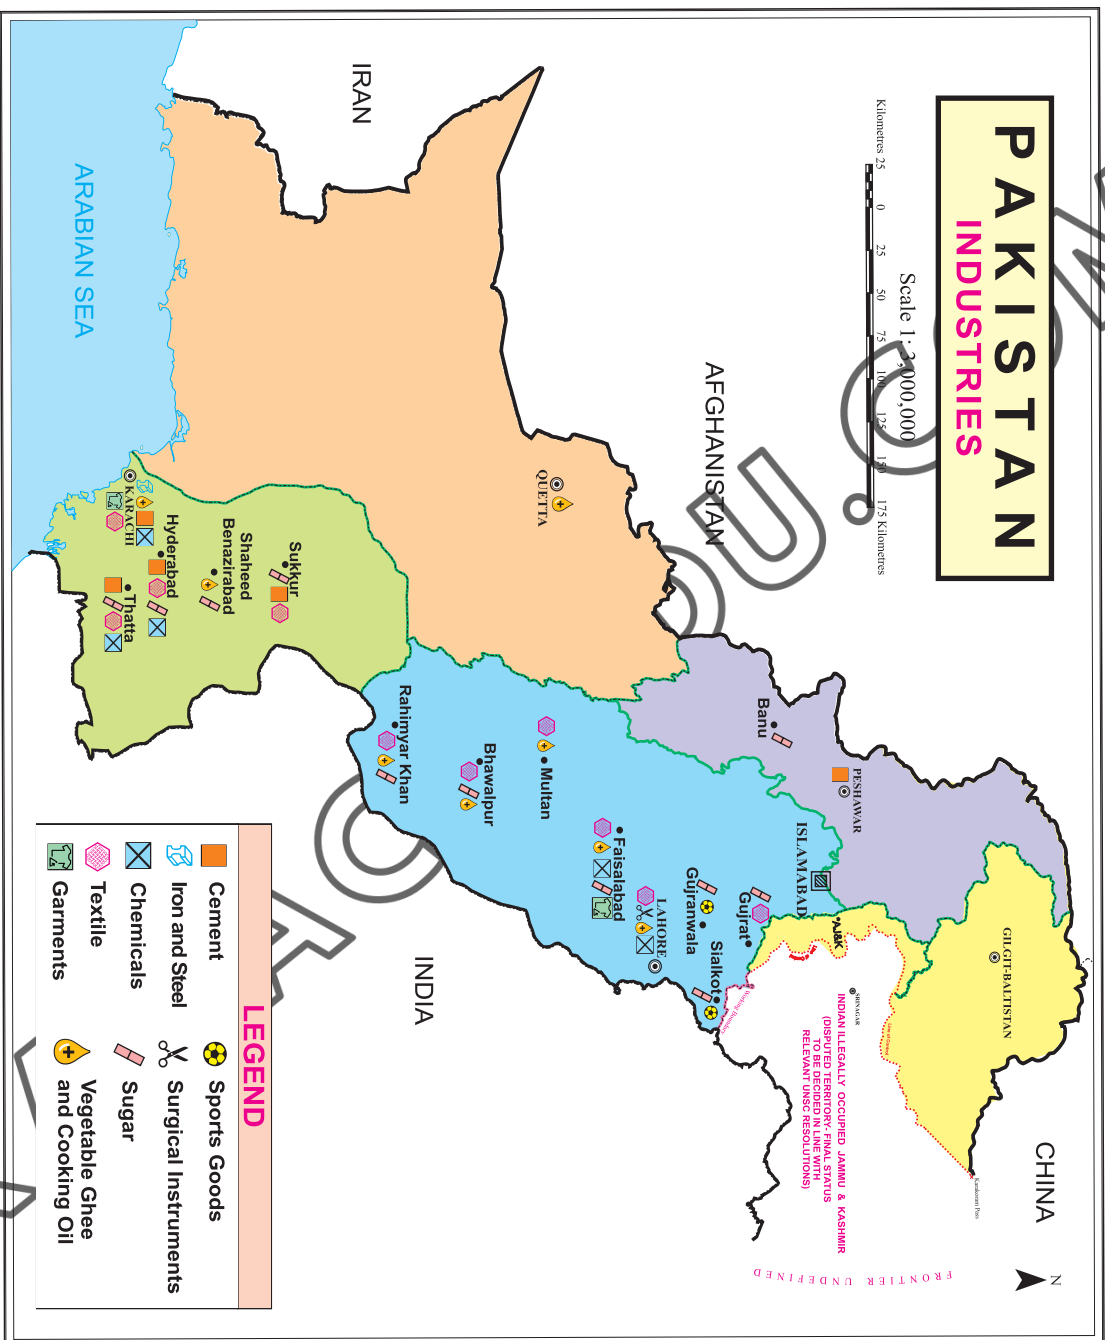 PAKISTAN
INDUSTRIES
Scale 1: 3,000,000
Kilometres 25 0 25 50 75 100 125 150 175 Kilometres
IRAN
AFGHANISTAN
CHINA
INDIA
ARABIAN SEA
N
FRONTIER UNDEFINED
Karakoram Pass
GILGIT-BALTISTAN
INDIAN ILLEGALLY OCCUPIED JAMMU & KASHMIR
(DISPUTED TERRITORY- FINAL STATUS
TO BE DECIDED IN LINE WITH
RELEVANT UNSC RESOLUTIONS)
SRINAGAR
Working Boundary
AJ&K
PESHAWAR
Banu
ISLAMABAD
Gujrat
Sialkot
Gujranwala
LAHORE
Faisalabad
Multan
Bhawalpur
Rahimyar Khan
QUETTA
Sukkur
Shaheed
Benazirabad
Hyderabad
KARACHI
Thatta
LEGEND
Cement
Iron and Steel
Chemicals
Textile
Garments
Sports Goods
Surgical Instruments
Sugar
Vegetable Ghee
and Cooking Oil